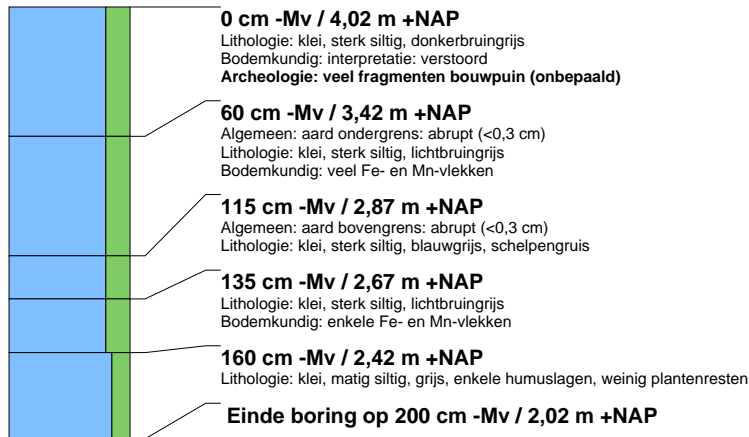 0 cm -Mv / 4,02 m +NAP
Lithologie: klei, sterk siltig, donkerbruingrijs
Bodemkundig: interpretatie: verstoord
Archeologie: veel fragmenten bouwpuin (onbepaald)
60 cm -Mv / 3,42 m +NAP
Algemeen: aard ondergrens: abrupt (<0,3 cm)
Lithologie: klei, sterk siltig, lichtbruingrijs
Bodemkundig: veel Fe- en Mn-vlekken
115 cm -Mv / 2,87 m +NAP
Algemeen: aard bovengrens: abrupt (<0,3 cm)
Lithologie: klei, sterk siltig, blauwgrijs, schelpengruis
135 cm -Mv / 2,67 m +NAP
Lithologie: klei, sterk siltig, lichtbruingrijs
Bodemkundig: enkele Fe- en Mn-vlekken
160 cm -Mv / 2,42 m +NAP
Lithologie: klei, matig siltig, grijs, enkele humuslagen, weinig plantenresten
Einde boring op 200 cm -Mv / 2,02 m +NAP